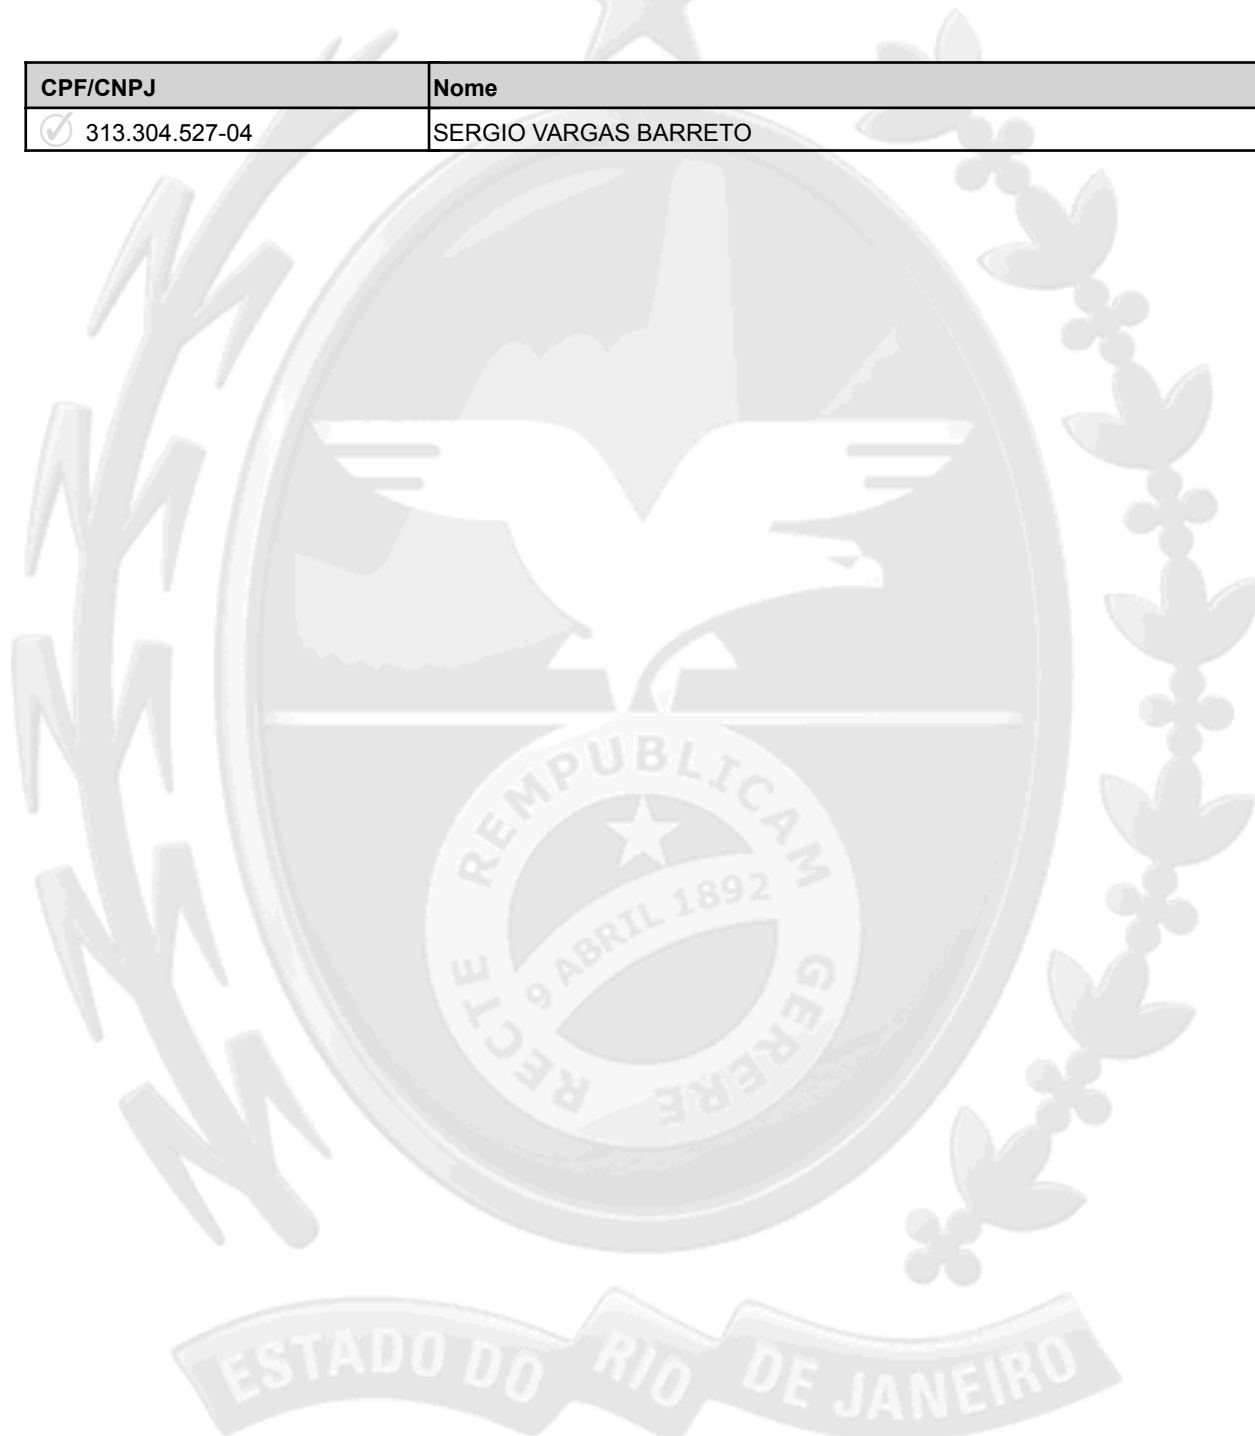 CPF/CNPJ Nome
313.304.527-04 SERGIO VARGAS BARRETO
REMPUBLICAM
9 ABRIL 1892
RECTE GERERE
ESTADO DO RIO DE JANEIRO